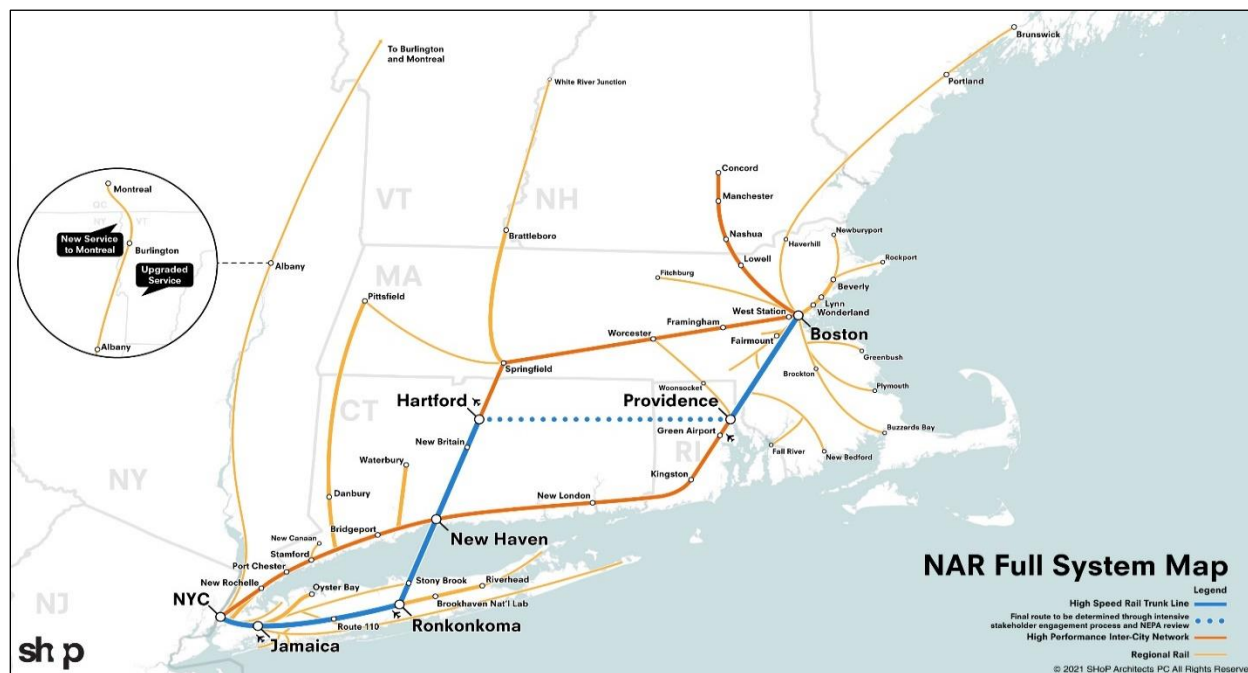 To Burlington
and Montreal
Brunswick
Portland
White River Junction
Montreal
QC
NY
VT
New Service
to Montreal
Burlington
Upgraded
Service
Albany
VT
NH
Concord
Manchester
Nashua
Lowell
Haverhill
Newburyport
Rockport
Beverly
Lynn
Wonderland
Brattleboro
Albany
MA
Fitchburg
Pittsfield
West Station
Boston
Framingham
Fairmount
Worcester
Greenbush
Springfield
Brockton
Plymouth
Woonsocket
CT
Hartford
Providence
Green Airport
Buzzards Bay
RI
New Britain
Fall River
New Bedford
Waterbury
Kingston
NY
Danbury
New London
Bridgeport
New Haven
New Canaan
Stamford
Port Chester
New Rochelle
Oyster Bay
Stony Brook
Riverhead
Brookhaven Nat'l Lab
NJ
NYC
Route 110
Ronkonkoma
Jamaica
shop
NAR Full System Map
Legend
High Speed Rail Trunk Line
Final route to be determined through intensive
stakeholder engagement process and NEPA review
High Performance Inter-City Network
Regional Rail
© 2021 SHoP Architects PC All Rights Reserve